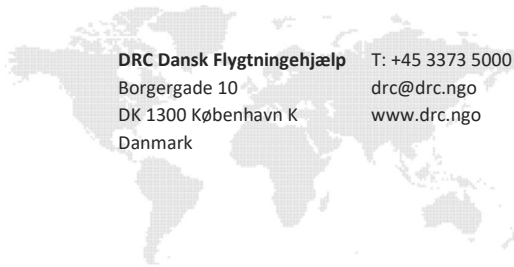 DRC Dansk Flygtningehjælp T: +45 3373 5000
Borgergade 10 drc@drc.ngo
DK 1300 København K www.drc.ngo
Danmark